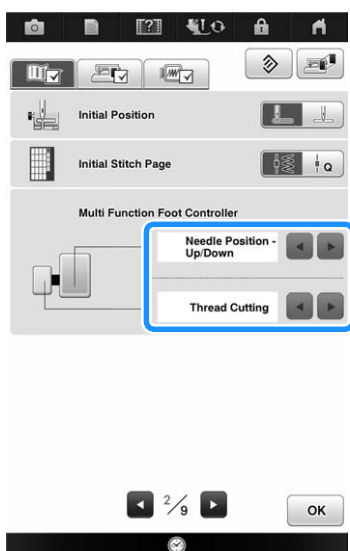 Initial Position
Initial Stitch Page
Q
Multi Function Foot Controller
Needle Position -
Up/Down
Thread Cutting
2/9
OK